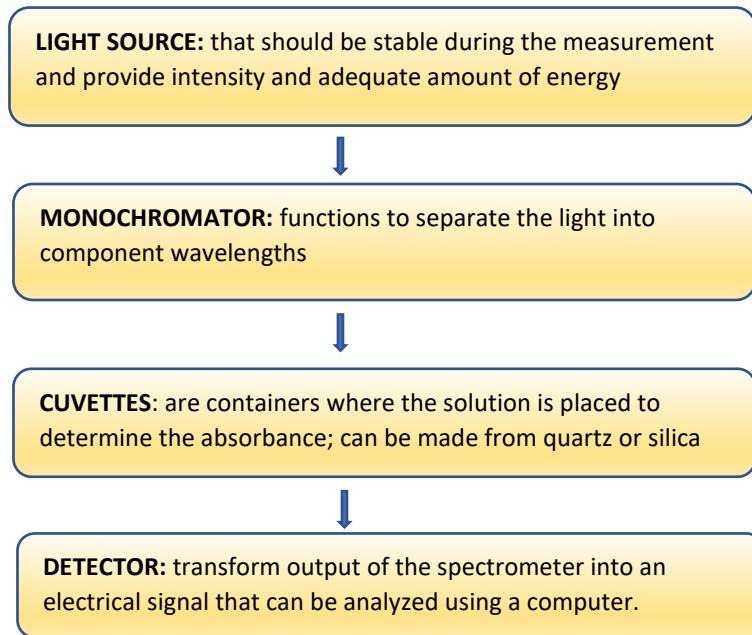 LIGHT SOURCE: that should be stable during the measurement
and provide intensity and adequate amount of energy
MONOCHROMATOR: functions to separate the light into
component wavelengths
CUVETTES: are containers where the solution is placed to
determine the absorbance; can be made from quartz or silica
DETECTOR: transform output of the spectrometer into an
electrical signal that can be analyzed using a computer.